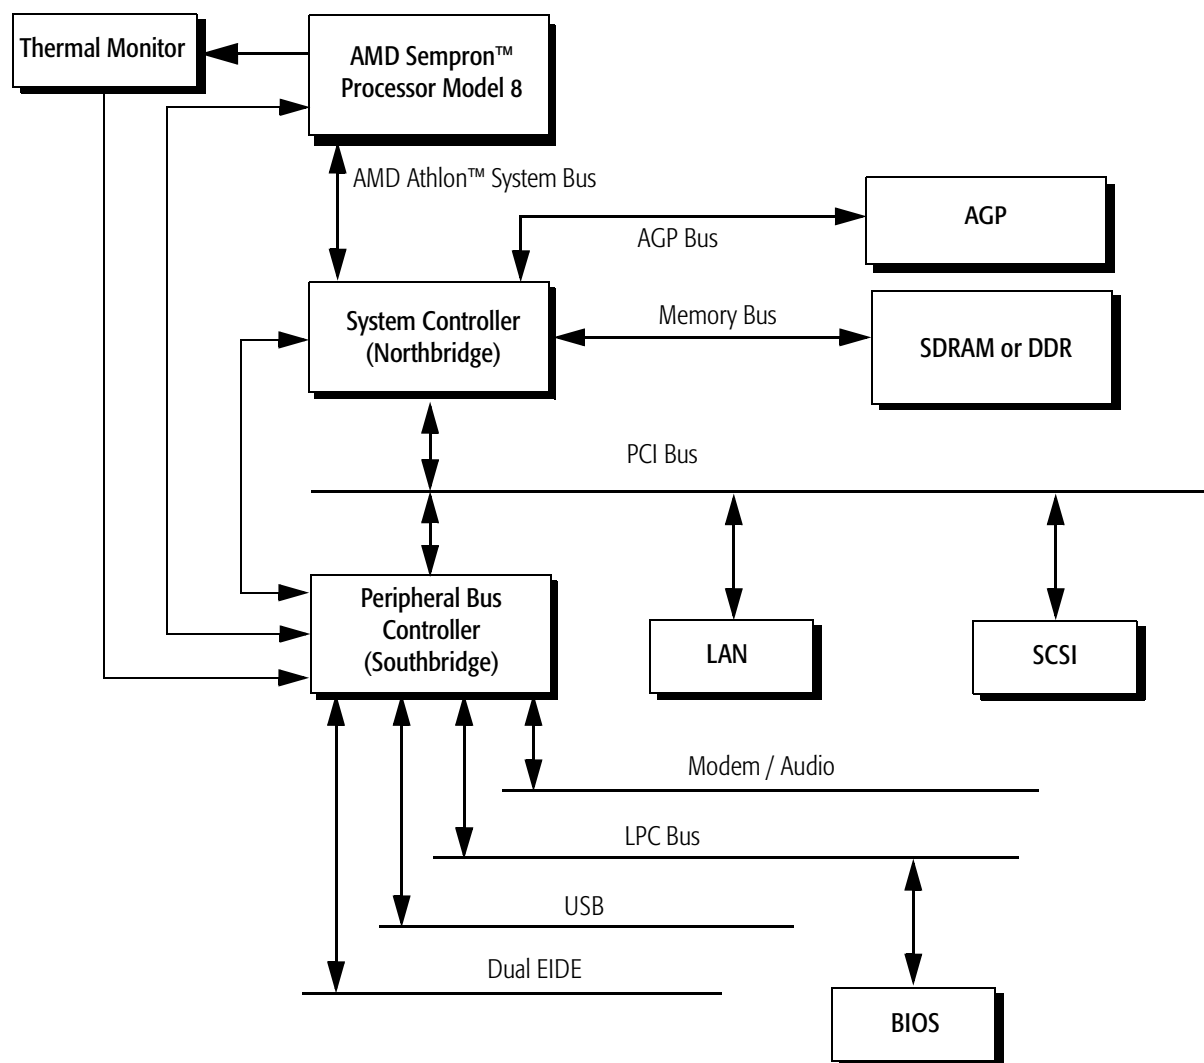 Thermal Monitor
AMD Sempron™
Processor Model 8
AMD Athlon™ System Bus
AGP
AGP Bus
System Controller
(Northbridge)
Memory Bus
SDRAM or DDR
PCI Bus
Peripheral Bus
Controller
(Southbridge)
LAN
SCSI
Modem / Audio
LPC Bus
USB
Dual EIDE
BIOS